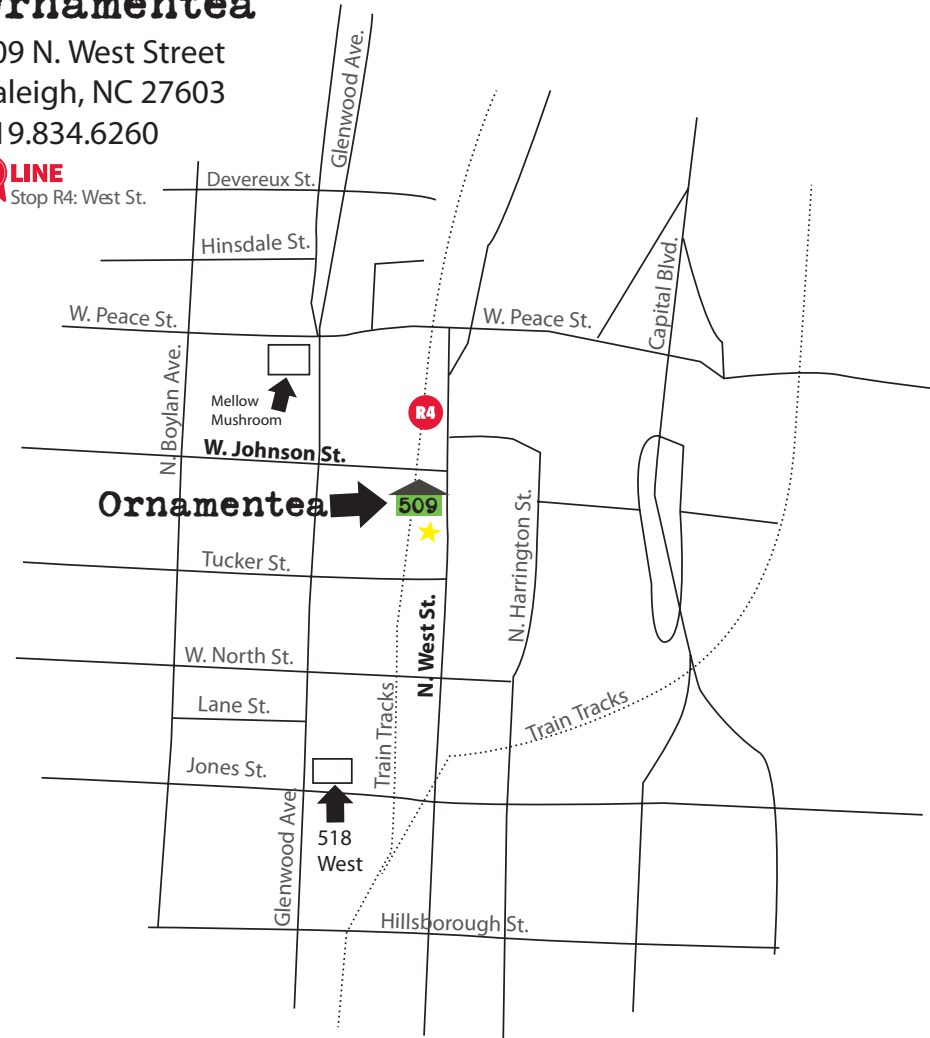 Ornamentea
09 N. West Street
aleigh, NC 27603
19.834.6260
LINE
Stop R4: West St.
Glenwood Ave.
Devereux St.
Hinsdale St.
W. Peace St.
W. Peace St.
Capital Blvd.
N. Boylan Ave.
Mellow
Mushroom
R4
W. Johnson St.
Ornamentea
509
N. Harrington St.
Tucker St.
N. West St.
W. North St.
Lane St.
Train Tracks
Train Tracks
Jones St.
Glenwood Ave.
518
West
Hillsborough St.